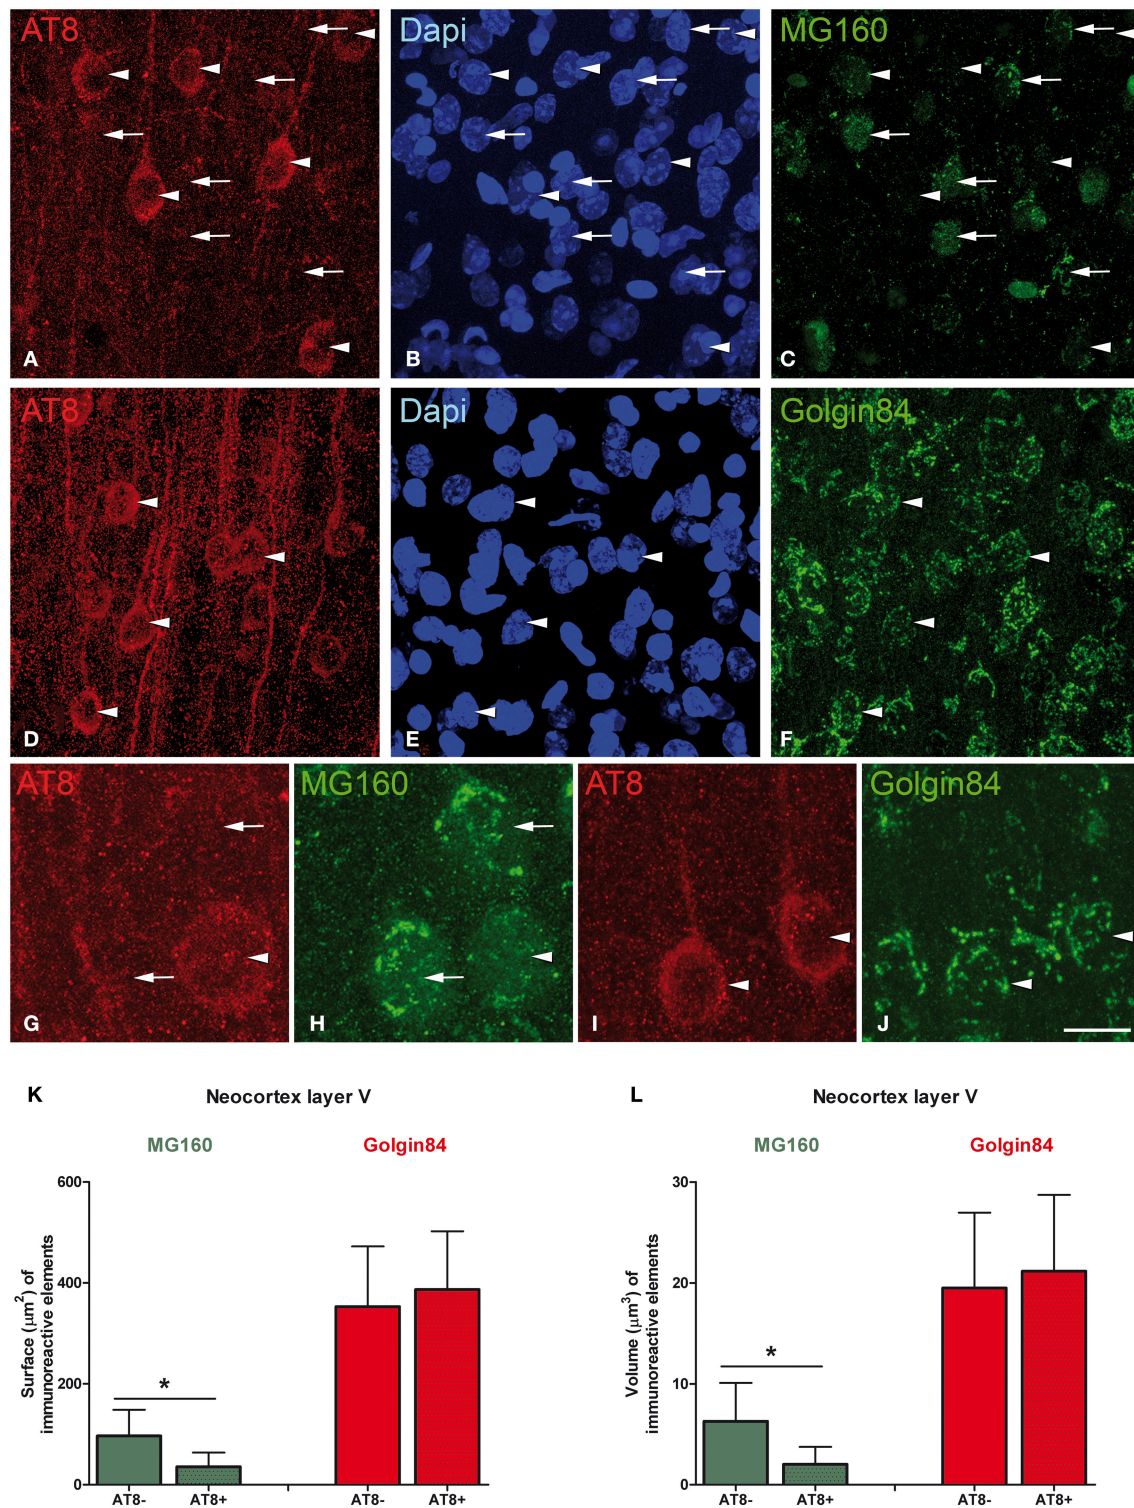 AT8
Dapi
MG160
A
B
C
AT8
Dapi
Golgin84
D
E
F
AT8
MG160
AT8
Golgin84
G
H
I
J
K
Neocortex layer V
MG160
Golgin84
Surface (μm²) of
immunoreactive elements
600
400
200
0
*
AT8-
AT8+
AT8-
AT8+
L
Neocortex layer V
MG160
Golgin84
Volume (μm³) of
immunoreactive elements
30
20
10
0
*
AT8-
AT8+
AT8-
AT8+